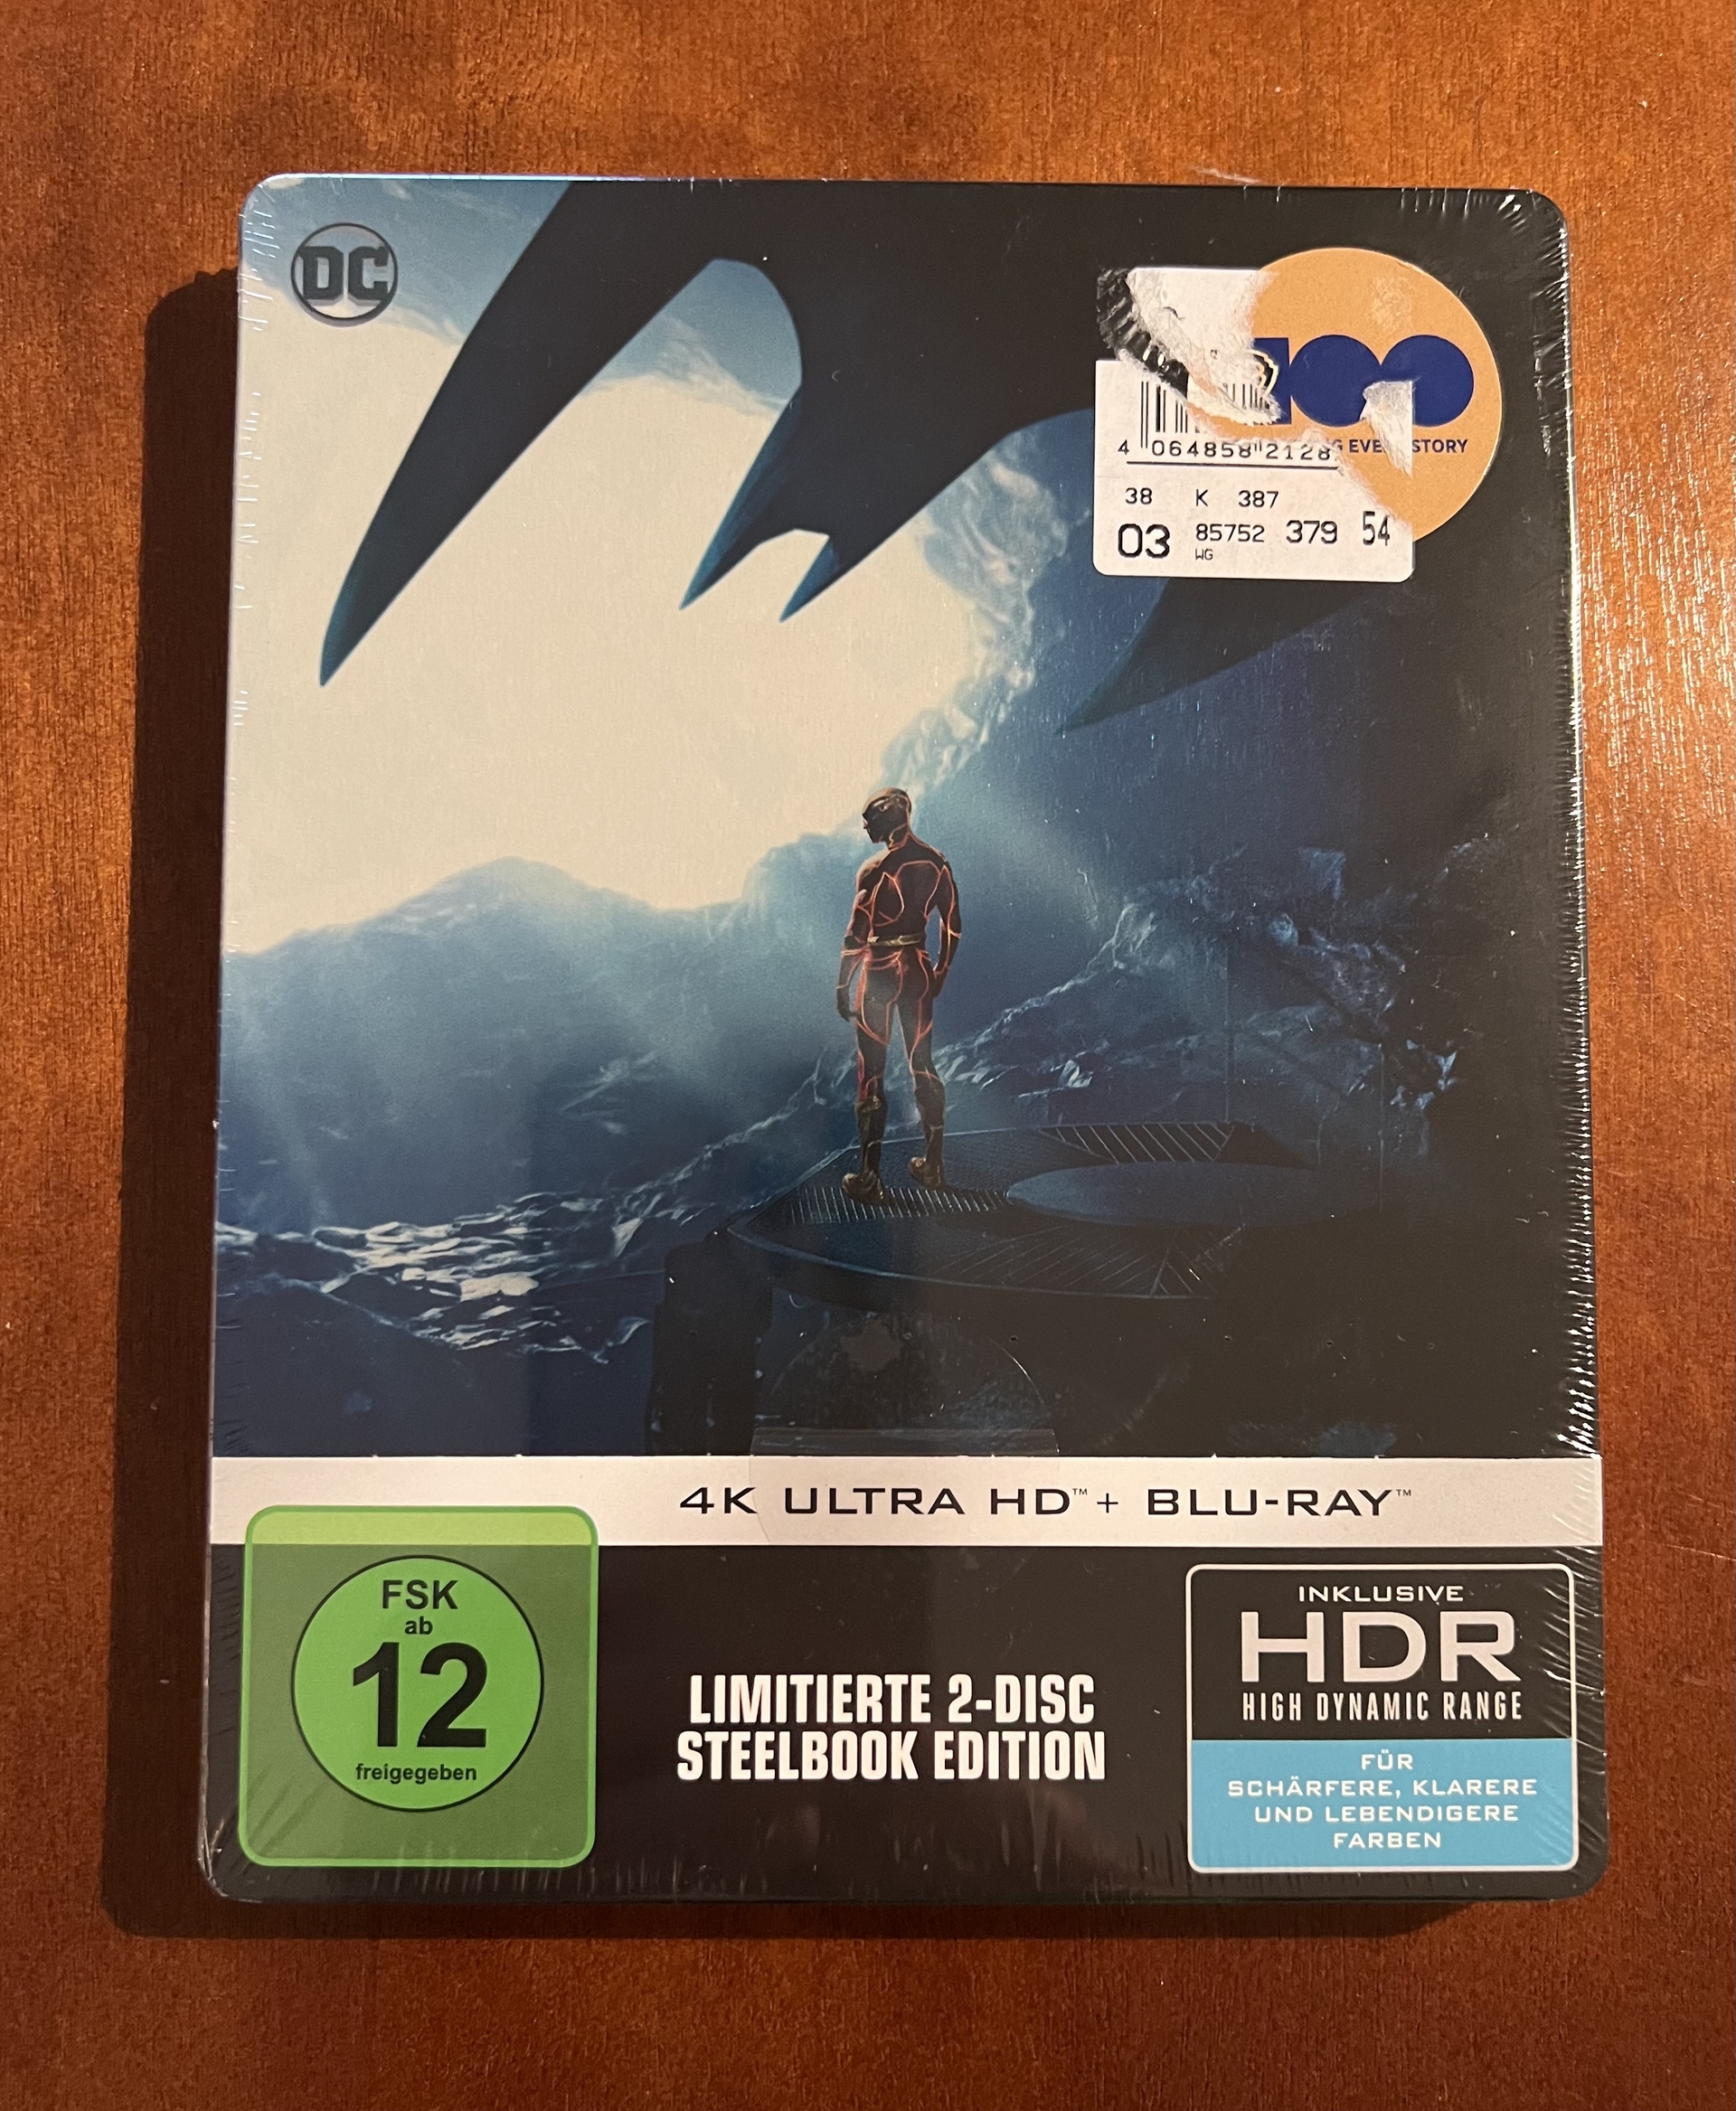 DC
100
EVE STORY
4 064858 2128
38 K 387
03 85752 379 54
WG
4K ULTRA HD™ + BLU-RAY™
FSK
ab
12
freigegeben
LIMITIERTE 2-DISC
STEELBOOK EDITION
INKLUSIVE
HDR
HIGH DYNAMIC RANGE
FÜR
SCHÄRFERE, KLARERE
UND LEBENDIGERE
FARBEN